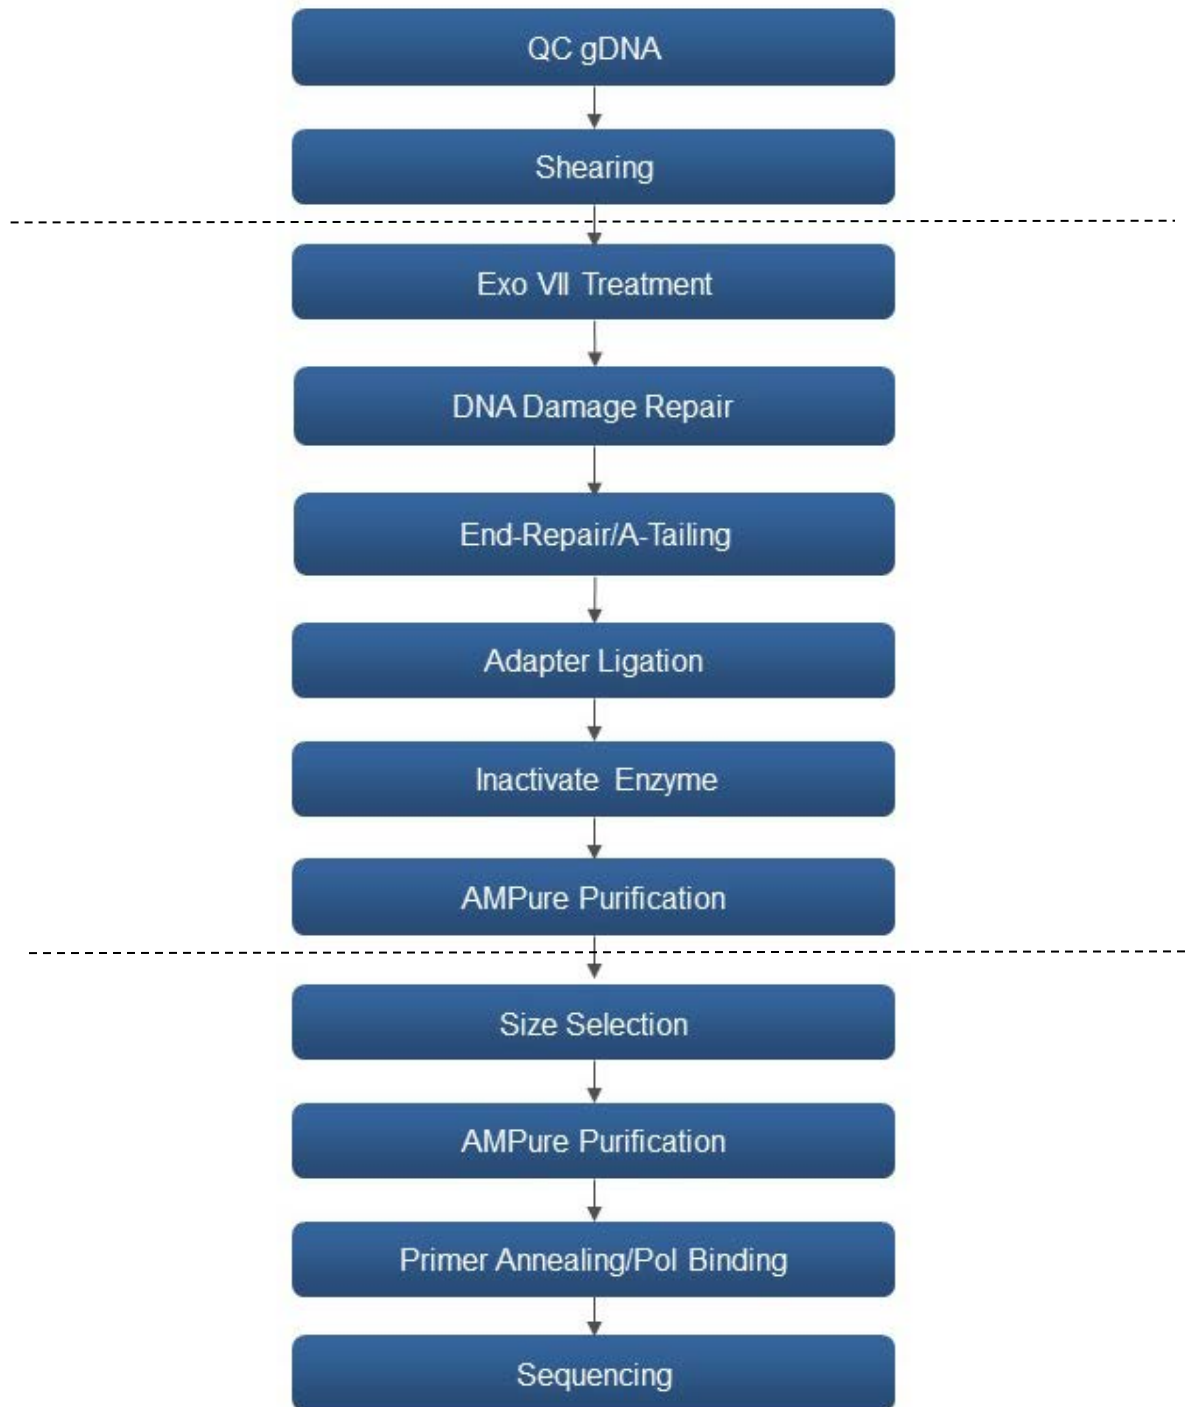 QC gDNA
Shearing
Exo VII Treatment
DNA Damage Repair
End-Repair/A-Tailing
Adapter Ligation
Inactivate Enzyme
AMPure Purification
Size Selection
AMPure Purification
Primer Annealing/Pol Binding
Sequencing